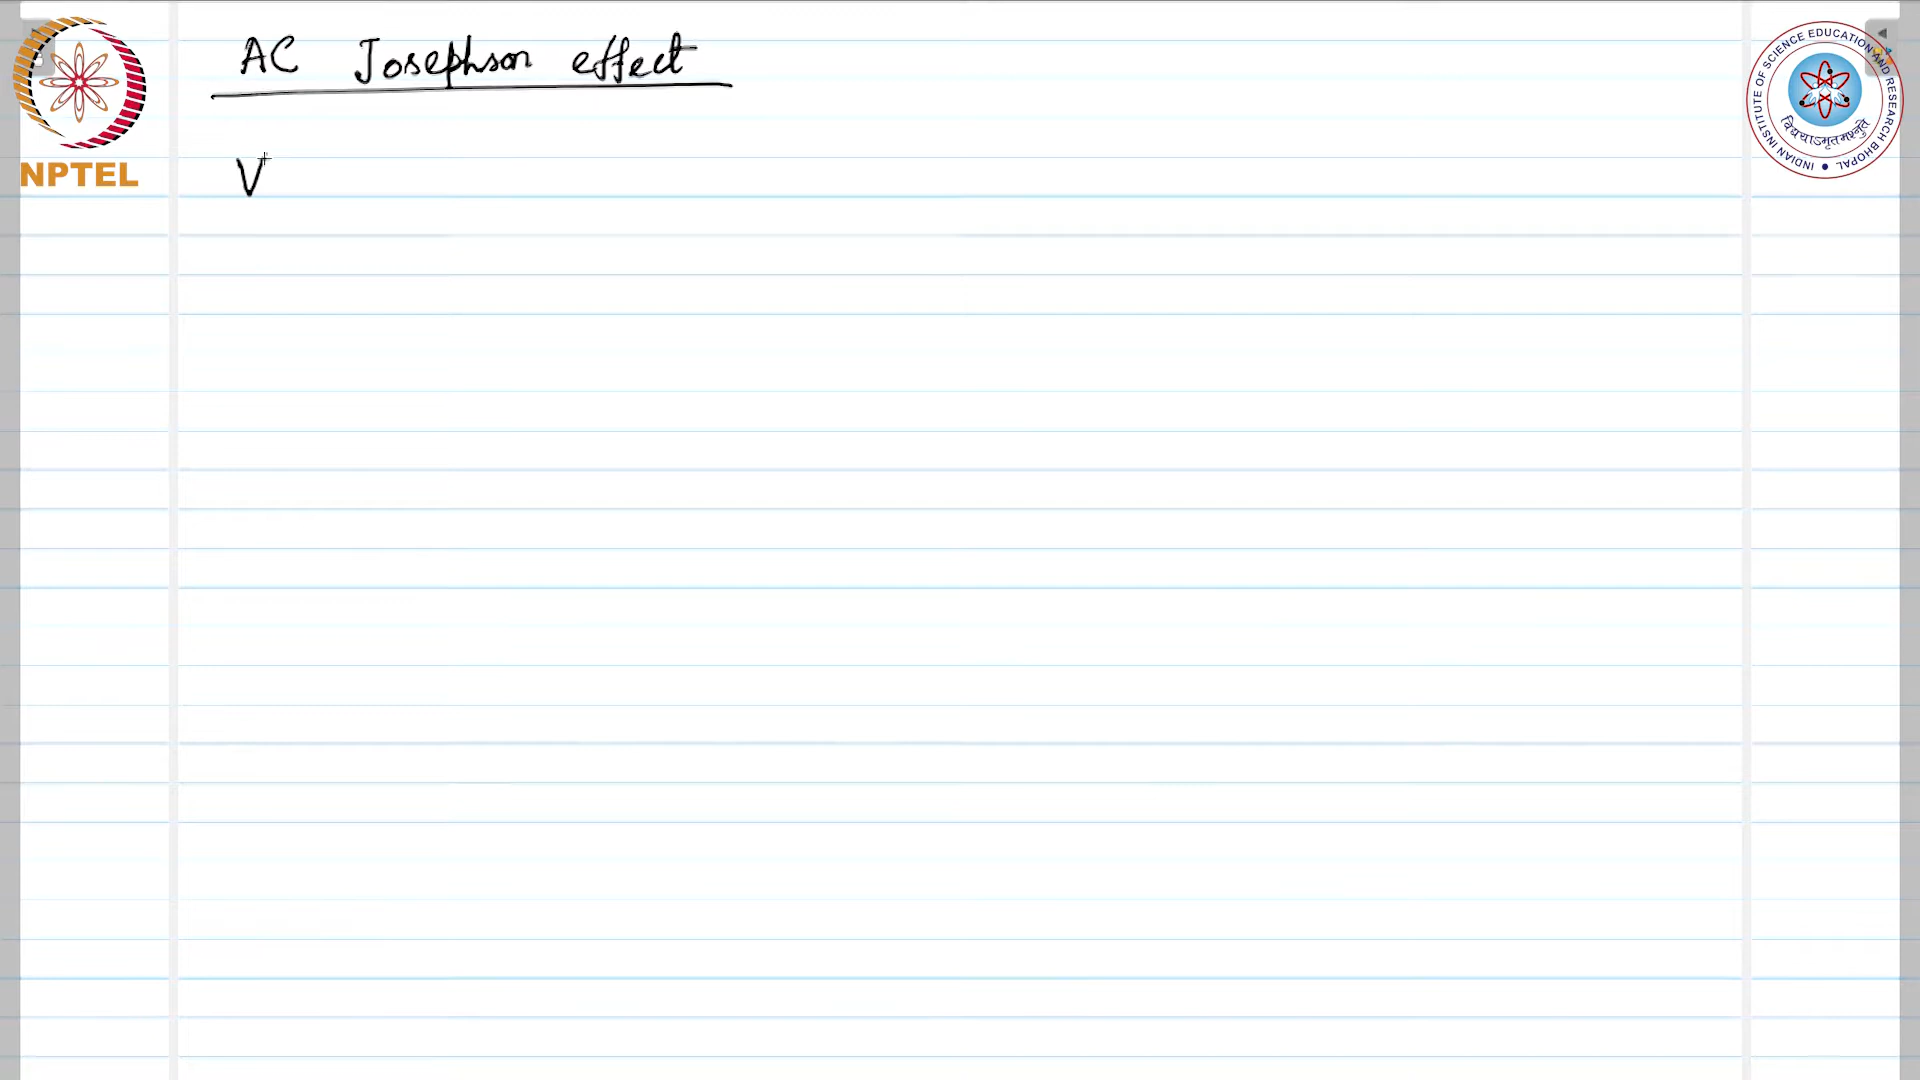 AC Josephson effect
V
NPTEL
INDIAN INSTITUTE OF SCIENCE EDUCATION AND RESEARCH BHOPAL
विद्ययाऽमृतमश्नुते